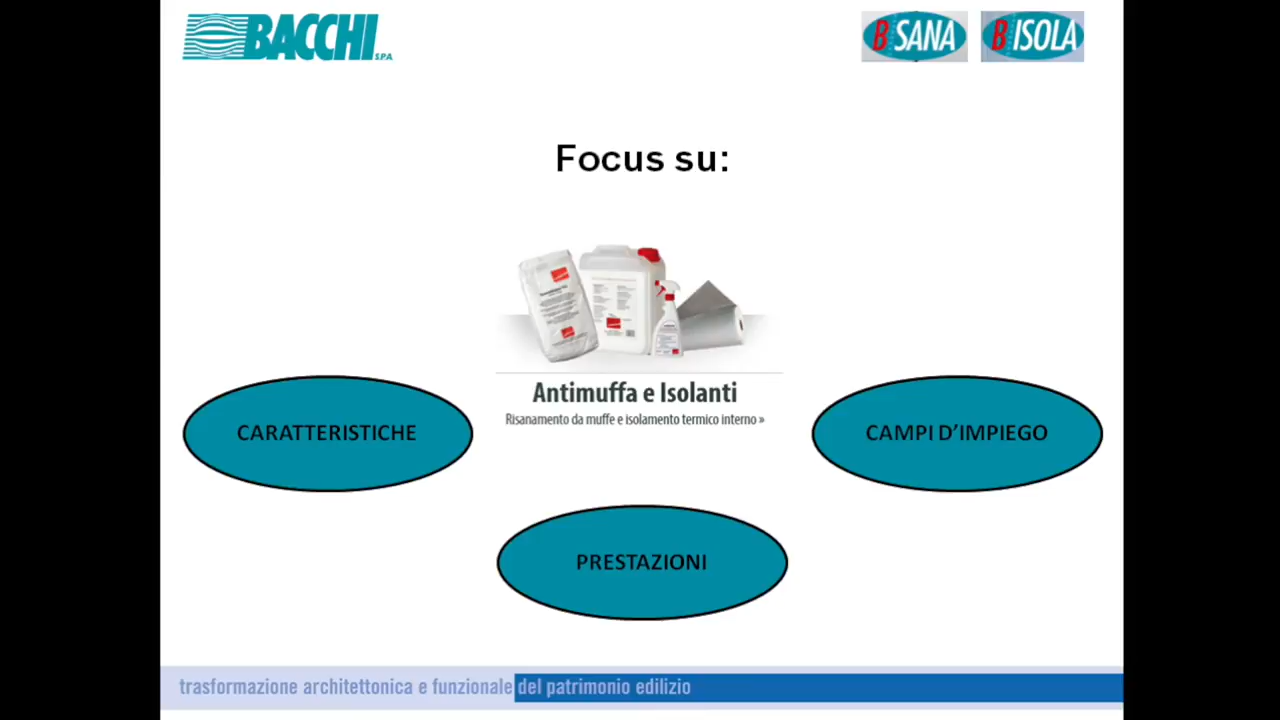 BACCHI S.P.A.
B SANA
B ISOLA
Focus su:
Antimuffa e Isolanti
Risanamento da muffe e isolamento termico interno »
CARATTERISTICHE
CAMPI D'IMPIEGO
PRESTAZIONI
trasformazione architettonica e funzionale del patrimonio edilizio